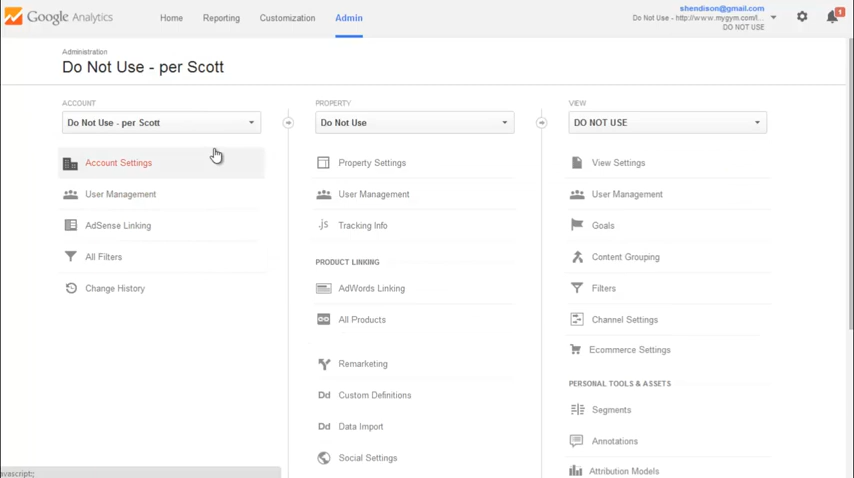 Google Analytics
Home Reporting Customization Admin
shendison@gmail.com
Do Not Use - http://www.mygym.com/l...
DO NOT USE
1
Administration
Do Not Use - per Scott
ACCOUNT
Do Not Use - per Scott
Account Settings
User Management
AdSense Linking
All Filters
Change History
PROPERTY
Do Not Use
Property Settings
User Management
.js Tracking Info
PRODUCT LINKING
AdWords Linking
All Products
Remarketing
Dd Custom Definitions
Dd Data Import
Social Settings
VIEW
DO NOT USE
View Settings
User Management
Goals
Content Grouping
Filters
Channel Settings
Ecommerce Settings
PERSONAL TOOLS & ASSETS
Segments
Annotations
Attribution Models
avascript:;